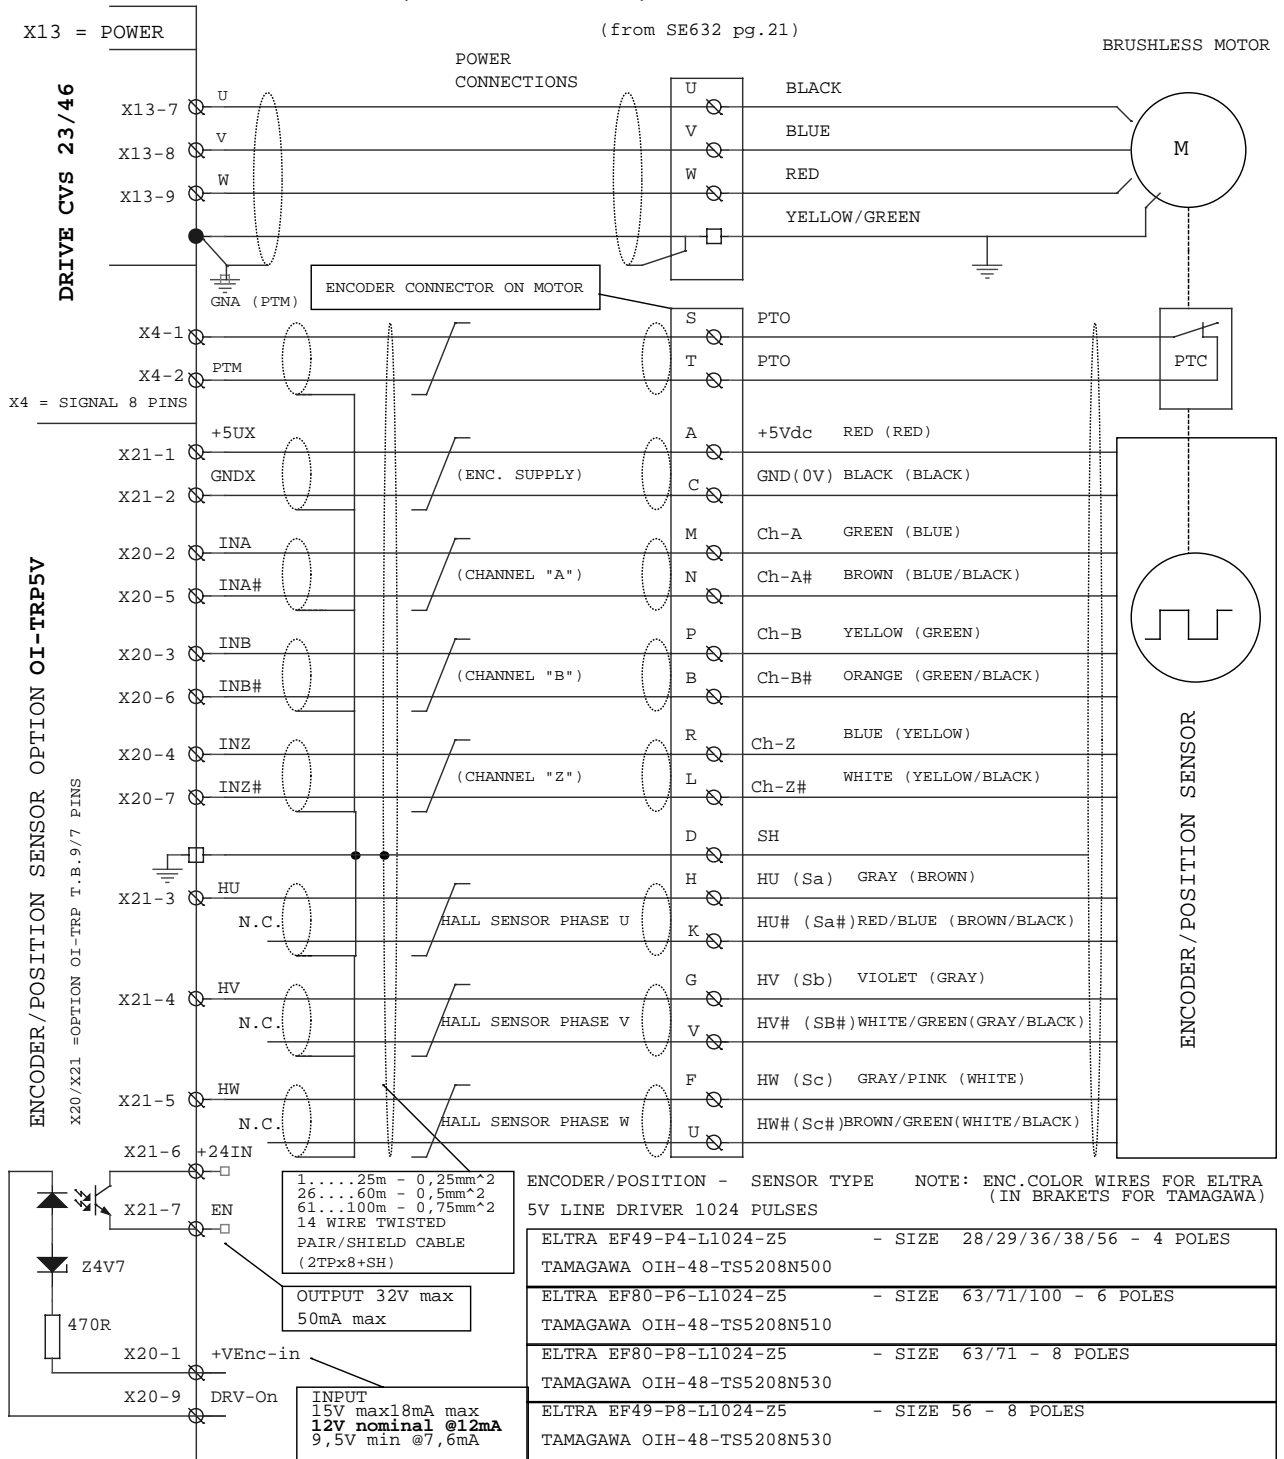 X13 = POWER
(from SE632 pg.21)
BRUSHLESS MOTOR
POWER
CONNECTIONS
DRIVE CVS 23/46
X13-7 U U BLACK
X13-8 V V BLUE
M
X13-9 W W RED
YELLOW/GREEN
ENCODER CONNECTOR ON MOTOR
GNA (PTM)
X4-1 S PTO
X4-2 PTM T PTO
PTC
X4 = SIGNAL 8 PINS
+5UX A +5Vdc RED (RED)
X21-1
GNDX (ENC. SUPPLY) C GND(0V) BLACK (BLACK)
X21-2
X20-2 INA M Ch-A GREEN (BLUE)
(CHANNEL "A")
X20-5 INA# N Ch-A# BROWN (BLUE/BLACK)
X20-3 INB P Ch-B YELLOW (GREEN)
(CHANNEL "B")
X20-6 INB# B Ch-B# ORANGE (GREEN/BLACK)
X20-4 INZ R Ch-Z BLUE (YELLOW)
(CHANNEL "Z")
X20-7 INZ# L Ch-Z# WHITE (YELLOW/BLACK)
D SH
X21-3 HU H HU (Sa) GRAY (BROWN)
N.C. HALL SENSOR PHASE U K HU# (Sa#)RED/BLUE (BROWN/BLACK)
X21-4 HV G HV (Sb) VIOLET (GRAY)
N.C. HALL SENSOR PHASE V V HV# (SB#)WHITE/GREEN(GRAY/BLACK)
X21-5 HW F HW (Sc) GRAY/PINK (WHITE)
N.C. HALL SENSOR PHASE W U HW#(Sc#)BROWN/GREEN(WHITE/BLACK)
ENCODER/POSITION SENSOR OPTION OI-TRP5V
X20/X21 =OPTION OI-TRP T.B.9/7 PINS
ENCODER/POSITION SENSOR
X21-6 +24IN
X21-7 EN
Z4V7
470R
X20-1 +VEnc-in
X20-9 DRV-On
1.....25m - 0,25mm^2
26....60m - 0,5mm^2
61...100m - 0,75mm^2
14 WIRE TWISTED
PAIR/SHIELD CABLE
(2TPx8+SH)
OUTPUT 32V max
50mA max
INPUT
15V max18mA max
12V nominal @12mA
9,5V min @7,6mA
ENCODER/POSITION - SENSOR TYPE NOTE: ENC.COLOR WIRES FOR ELTRA
(IN BRAKETS FOR TAMAGAWA)
5V LINE DRIVER 1024 PULSES
ELTRA EF49-P4-L1024-Z5 - SIZE 28/29/36/38/56 - 4 POLES
TAMAGAWA OIH-48-TS5208N500
ELTRA EF80-P6-L1024-Z5 - SIZE 63/71/100 - 6 POLES
TAMAGAWA OIH-48-TS5208N510
ELTRA EF80-P8-L1024-Z5 - SIZE 63/71 - 8 POLES
TAMAGAWA OIH-48-TS5208N530
ELTRA EF49-P8-L1024-Z5 - SIZE 56 - 8 POLES
TAMAGAWA OIH-48-TS5208N530